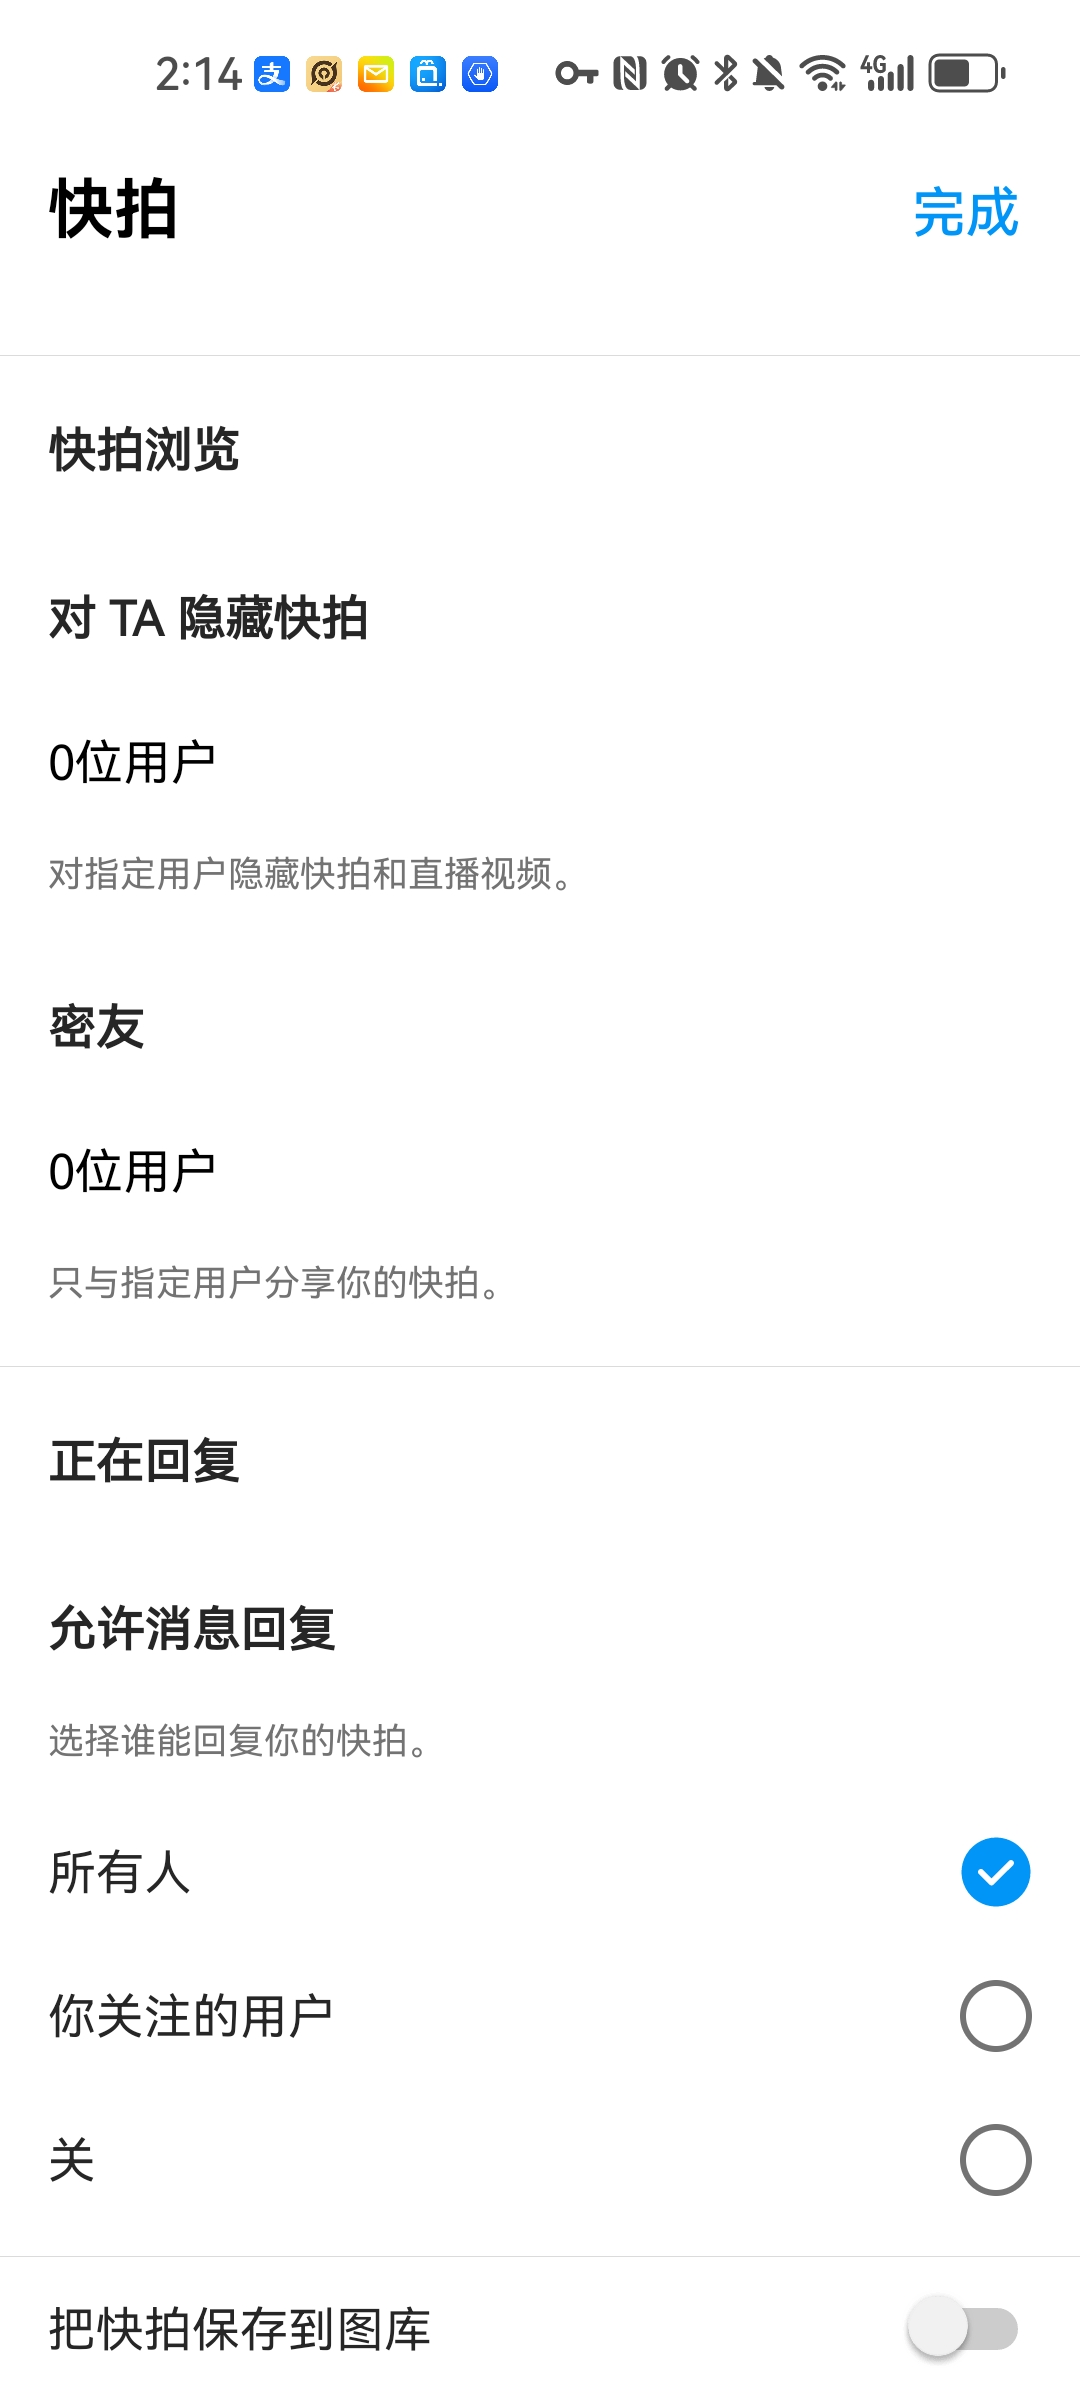 2:14
4G
快拍
完成
快拍浏览
对 TA 隐藏快拍
0位用户
对指定用户隐藏快拍和直播视频。
密友
0位用户
只与指定用户分享你的快拍。
正在回复
允许消息回复
选择谁能回复你的快拍。
所有人
你关注的用户
关
把快拍保存到图库